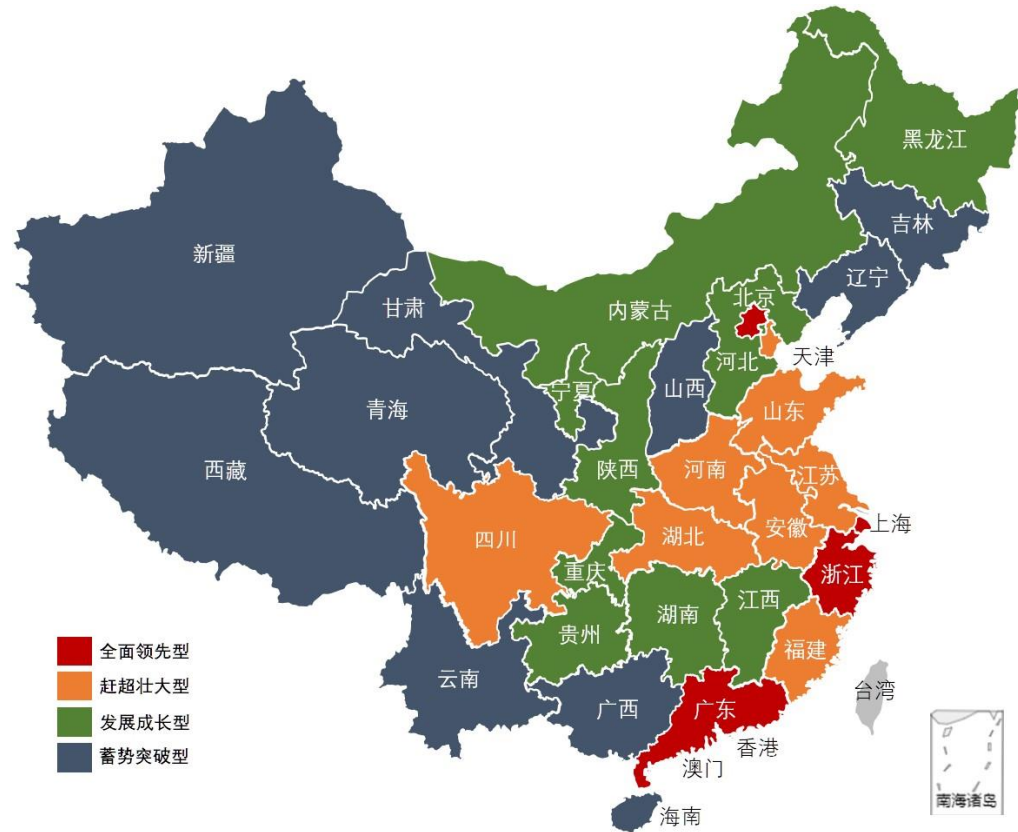 黑龙江
吉林
辽宁
新疆
内蒙古
北京
甘肃
天津
河北
山西
宁夏
青海
山东
西藏
陕西
河南
江苏
四川
湖北
安徽
上海
重庆
浙江
湖南
江西
贵州
福建
云南
广西
广东
台湾
香港
澳门
海南
全面领先型
赶超壮大型
发展成长型
蓄势突破型
南海诸岛